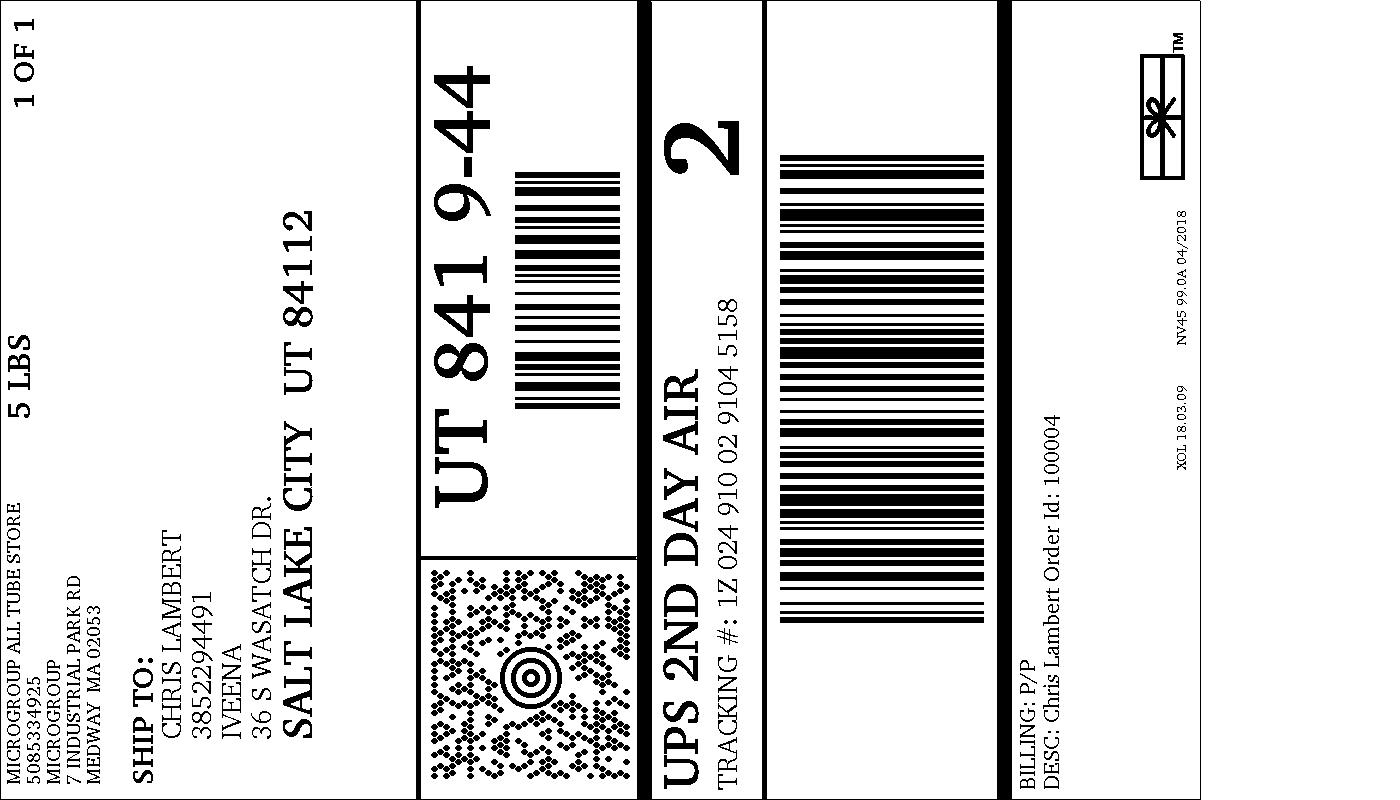 MICROGROUP ALL TUBE STORE
5085334925
MICROGROUP
7 INDUSTRIAL PARK RD
MEDWAY  MA 02053
5 LBS
1 OF 1
SHIP TO:
CHRIS LAMBERT
3852294491
IVEENA
36 S WASATCH DR.
SALT LAKE CITY  UT 84112
UT 841 9-44
UPS 2ND DAY AIR
2
TRACKING #: 1Z 024 910 02 9104 5158
BILLING: P/P
DESC: Chris Lambert Order Id: 100004
XOL 18.03.09
NV45 99.0A 04/2018
TM